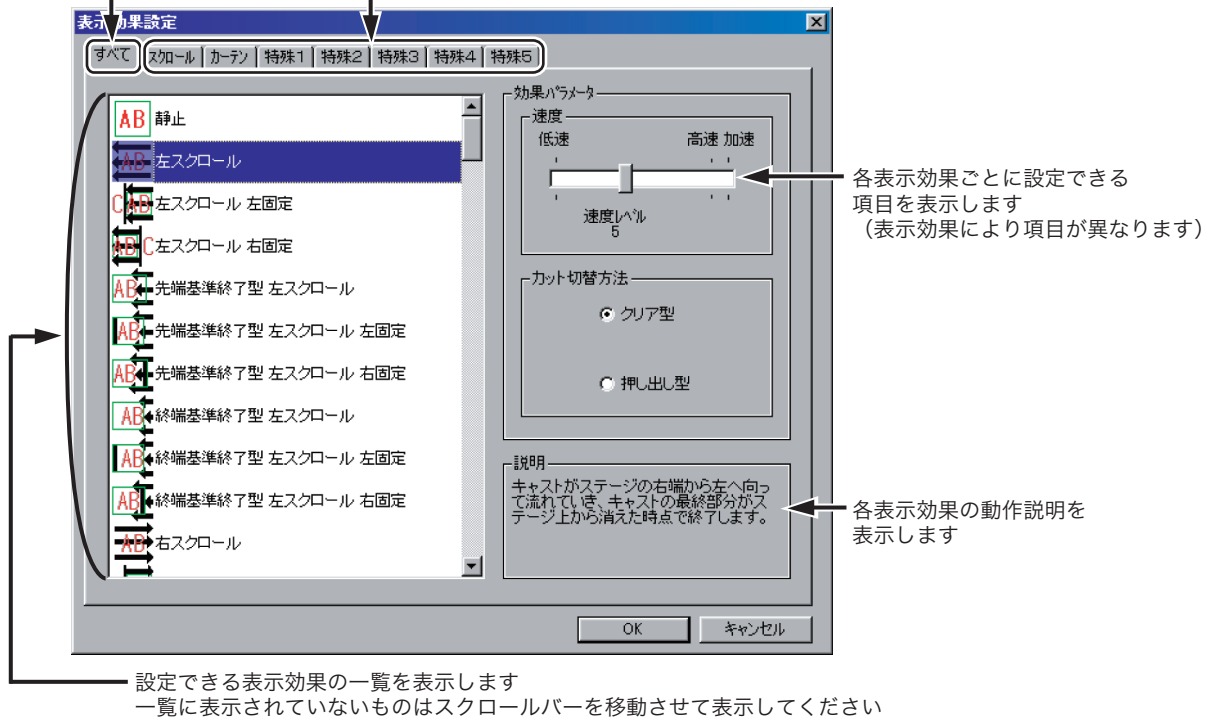 表示効果設定
すべて スクロール カーテン 特殊1 特殊2 特殊3 特殊4 特殊5
AB 静止
AB 左スクロール
CAB 左スクロール 左固定
ABC 左スクロール 右固定
AB 先端基準終了型 左スクロール
AB 先端基準終了型 左スクロール 左固定
AB 先端基準終了型 左スクロール 右固定
AB 終端基準終了型 左スクロール
AB 終端基準終了型 左スクロール 左固定
AB 終端基準終了型 左スクロール 右固定
AB 右スクロール
効果パラメータ
速度
低速 高速 加速
速度レベル
5
カット切替方法
クリア型
押し出し型
説明
キャストがステージの右端から左へ向っ
て流れていき、キャストの最終部分がス
テージ上から消えた時点で終了します。
OK キャンセル
各表示効果ごとに設定できる
項目を表示します
（表示効果により項目が異なります）
各表示効果の動作説明を
表示します
設定できる表示効果の一覧を表示します
一覧に表示されていないものはスクロールバーを移動させて表示してください